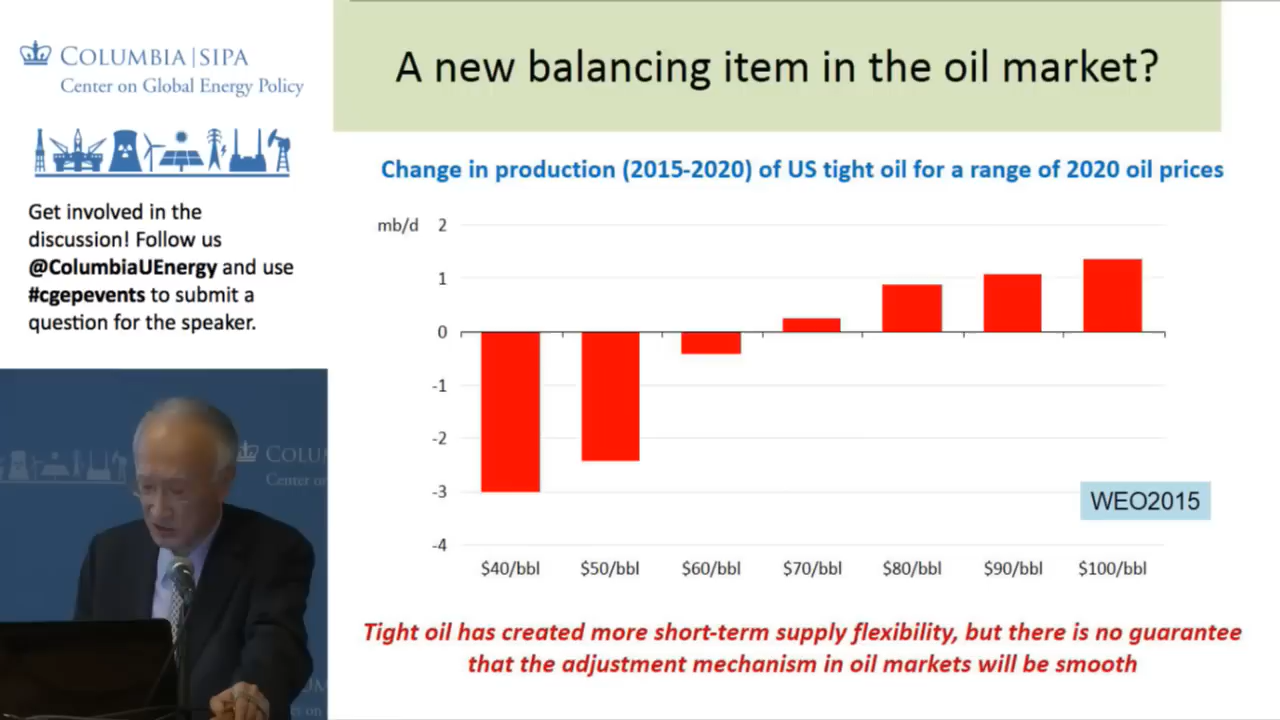 COLUMBIA | SIPA
Center on Global Energy Policy
Get involved in the
discussion! Follow us
@ColumbiaUEnergy and use
#cgepevents to submit a
question for the speaker.
A new balancing item in the oil market?
Change in production (2015-2020) of US tight oil for a range of 2020 oil prices
mb/d 2
1
0
-1
-2
-3
-4
$40/bbl $50/bbl $60/bbl $70/bbl $80/bbl $90/bbl $100/bbl
WEO2015
Tight oil has created more short-term supply flexibility, but there is no guarantee
that the adjustment mechanism in oil markets will be smooth
COLU
Center o